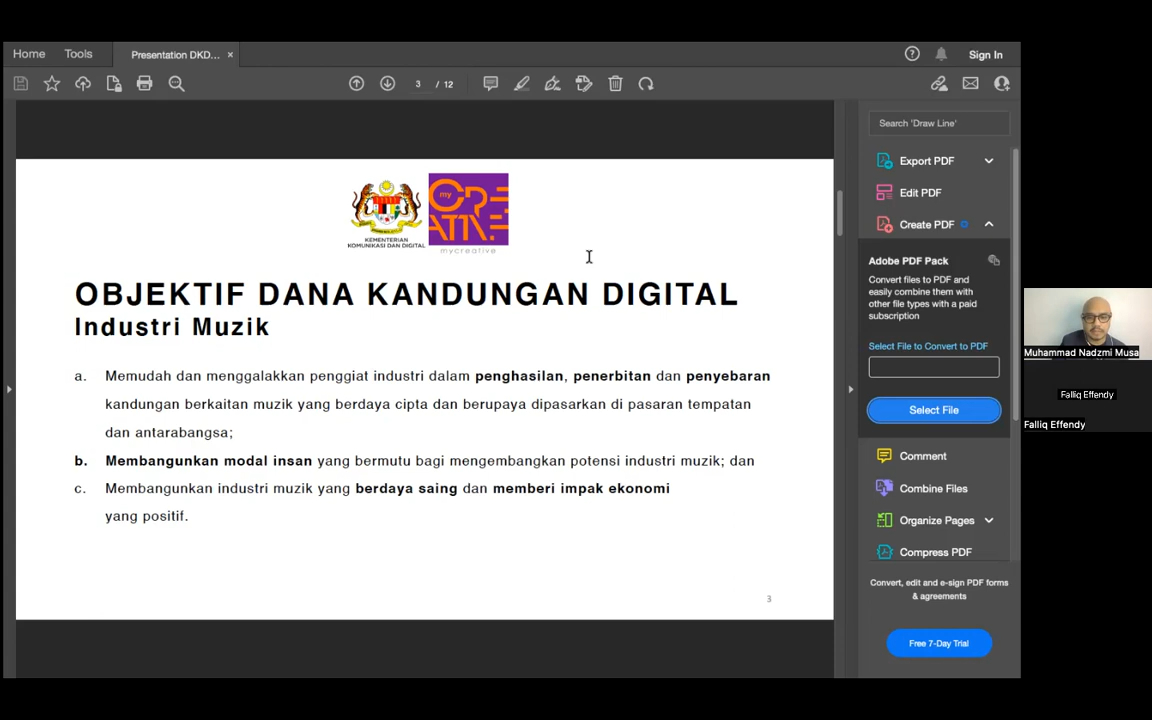 Home
Tools
Presentation DKD... ×
Sign In
3 / 12
Search 'Draw Line'
Export PDF
Edit PDF
Create PDF
Adobe PDF Pack
Convert files to PDF and
easily combine them with
other file types with a paid
subscription
Select File to Convert to PDF
Select File
Comment
Combine Files
Organize Pages
Compress PDF
Convert, edit and e-sign PDF forms
& agreements
Free 7-Day Trial
KEMENTERIAN
KOMUNIKASI DAN DIGITAL
my
CREATIVE
mycreative
OBJEKTIF DANA KANDUNGAN DIGITAL
Industri Muzik
a. Memudah dan menggalakkan penggiat industri dalam penghasilan, penerbitan dan penyebaran
kandungan berkaitan muzik yang berdaya cipta dan berupaya dipasarkan di pasaran tempatan
dan antarabangsa;
b. Membangunkan modal insan yang bermutu bagi mengembangkan potensi industri muzik; dan
c. Membangunkan industri muzik yang berdaya saing dan memberi impak ekonomi
yang positif.
3
Muhammad Nadzmi Musa
Falliq Effendy
Falliq Effendy